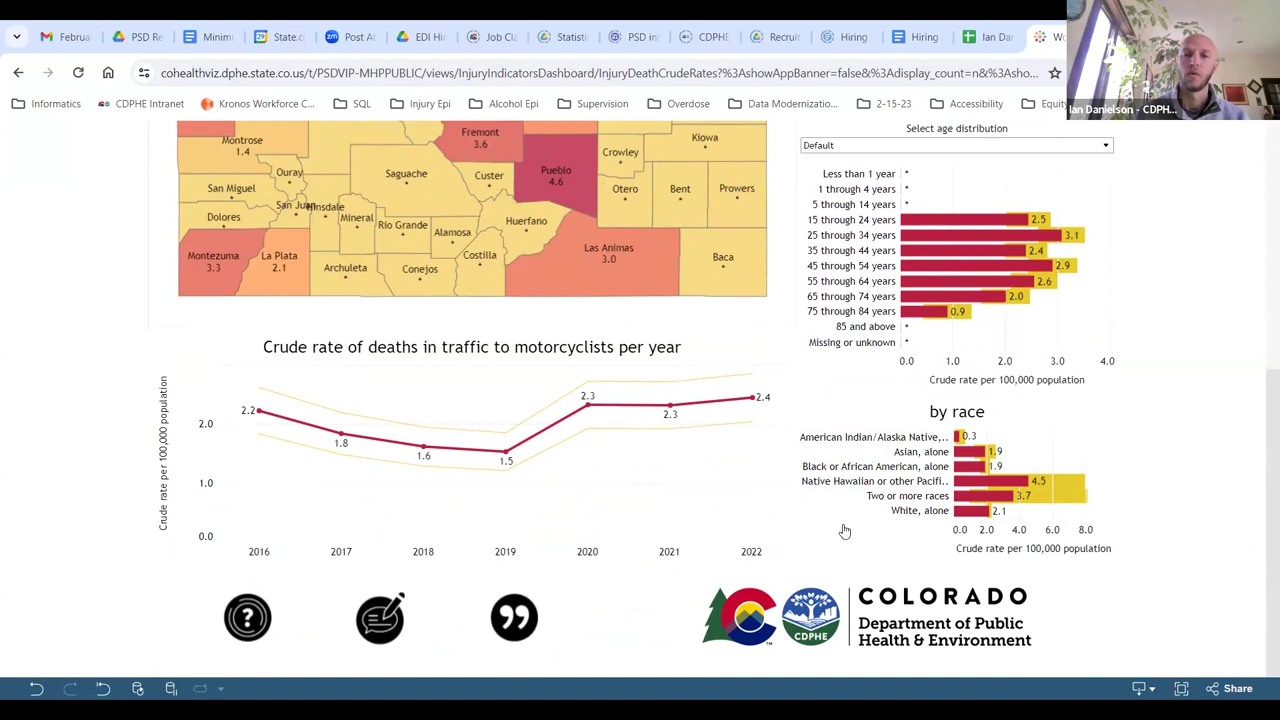 Februa
PSD Re
Minim
State.c
Post A
EDI Hi
Job Cl
Statist
PSD in
CDPHE
Recruit
Hiring
Hiring
Ian Da
Wo
cohealthviz.dphe.state.co.us/t/PSDVIP-MHPPUBLIC/views/InjuryIndicatorsDashboard/InjuryDeathCrudeRates?%3AshowAppBanner=false&%3Adisplay_count=n&%3Asho...
Informatics
CDPHE Intranet
Kronos Workforce C...
SQL
Injury Epi
Alcohol Epi
Supervision
Overdose
Data Modernizatio...
2-15-23
Accessibility
Equity
Ian Danielson - CDPH...
Montrose
1.4
Ouray
San Miguel
San Juan
Hinsdale
Dolores
Montezuma
3.3
La Plata
2.1
Archuleta
Mineral
Saguache
Rio Grande
Conejos
Alamosa
Costilla
Custer
Fremont
3.6
Pueblo
4.6
Huerfano
Las Animas
3.0
Crowley
Otero
Kiowa
Bent
Prowers
Baca
Select age distribution
Default
Less than 1 year *
1 through 4 years *
5 through 14 years *
15 through 24 years 2.5
25 through 34 years 3.1
35 through 44 years 2.4
45 through 54 years 2.9
55 through 64 years 2.6
65 through 74 years 2.0
75 through 84 years 0.9
85 and above *
Missing or unknown *
0.0 1.0 2.0 3.0 4.0
Crude rate per 100,000 population
Crude rate of deaths in traffic to motorcyclists per year
Crude rate per 100,000 population
2.0
1.0
0.0
2.2
1.8
1.6
1.5
2.3
2.3
2.4
2016 2017 2018 2019 2020 2021 2022
by race
American Indian/Alaska Native,.. 0.3
Asian, alone 1.9
Black or African American, alone 1.9
Native Hawaiian or other Pacifi.. 4.5
Two or more races 3.7
White, alone 2.1
0.0 2.0 4.0 6.0 8.0
Crude rate per 100,000 population
CDPHE
COLORADO
Department of Public
Health & Environment
Share